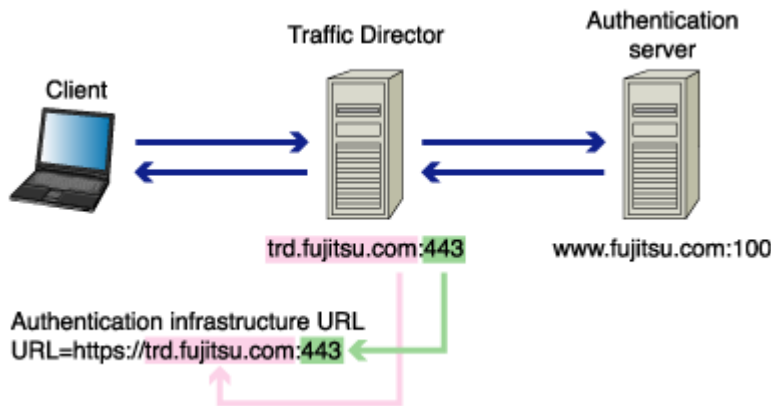 Client
Traffic Director
Authentication
server
trd.fujitsu.com:443
www.fujitsu.com:100
Authentication infrastructure URL
URL=https://trd.fujitsu.com:443